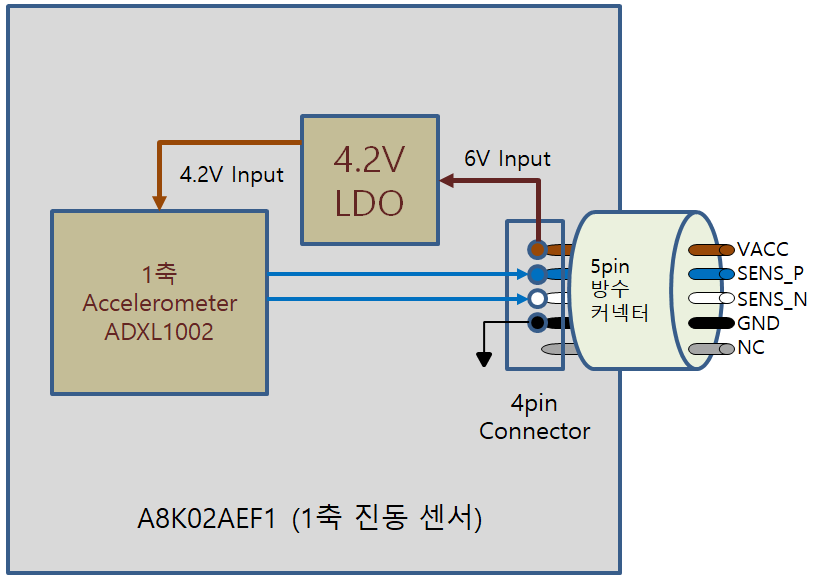 4.2V
LDO
6V Input
4.2V Input
1축
Accelerometer
ADXL1002
5pin
방수
커넥터
VACC
SENS_P
SENS_N
GND
NC
4pin
Connector
A8K02AEF1 (1축 진동 센서)